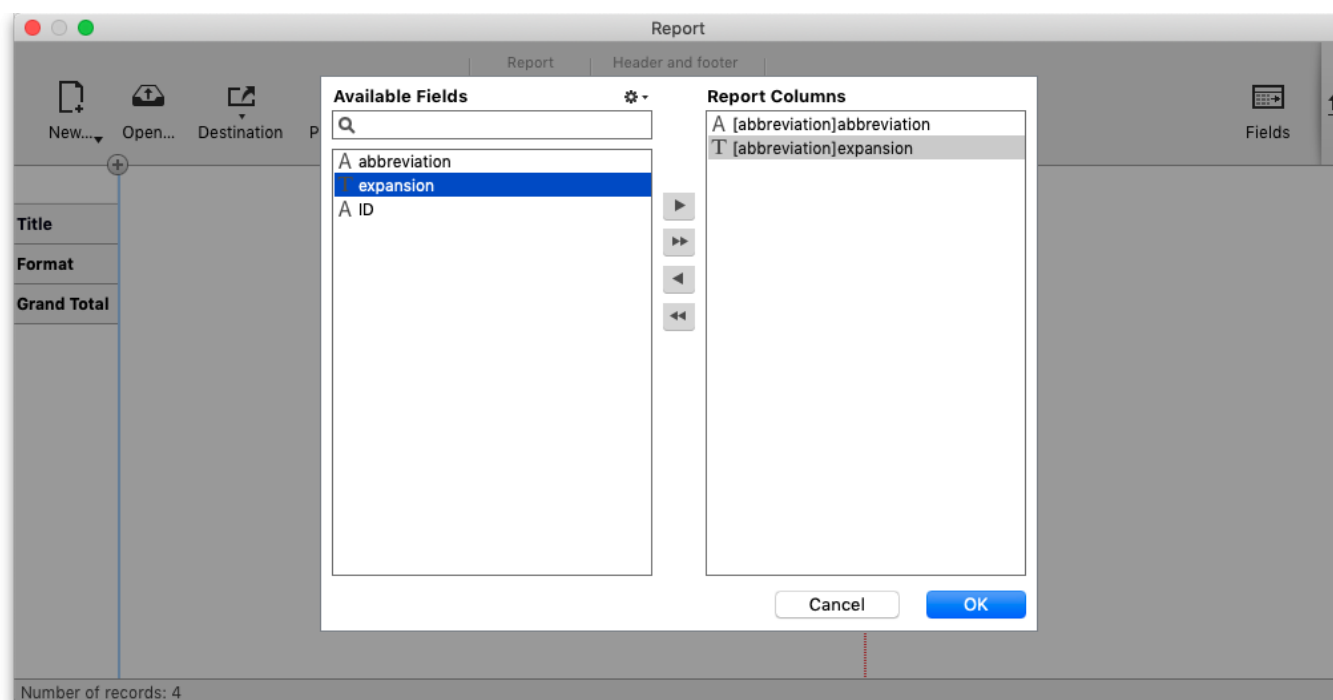 Report
Report
Header and footer
New...
Open...
Destination
P
Fields
Available Fields
Report Columns
A abbreviation
T expansion
A ID
A [abbreviation]abbreviation
T [abbreviation]expansion
Title
Format
Grand Total
Cancel
OK
Number of records: 4